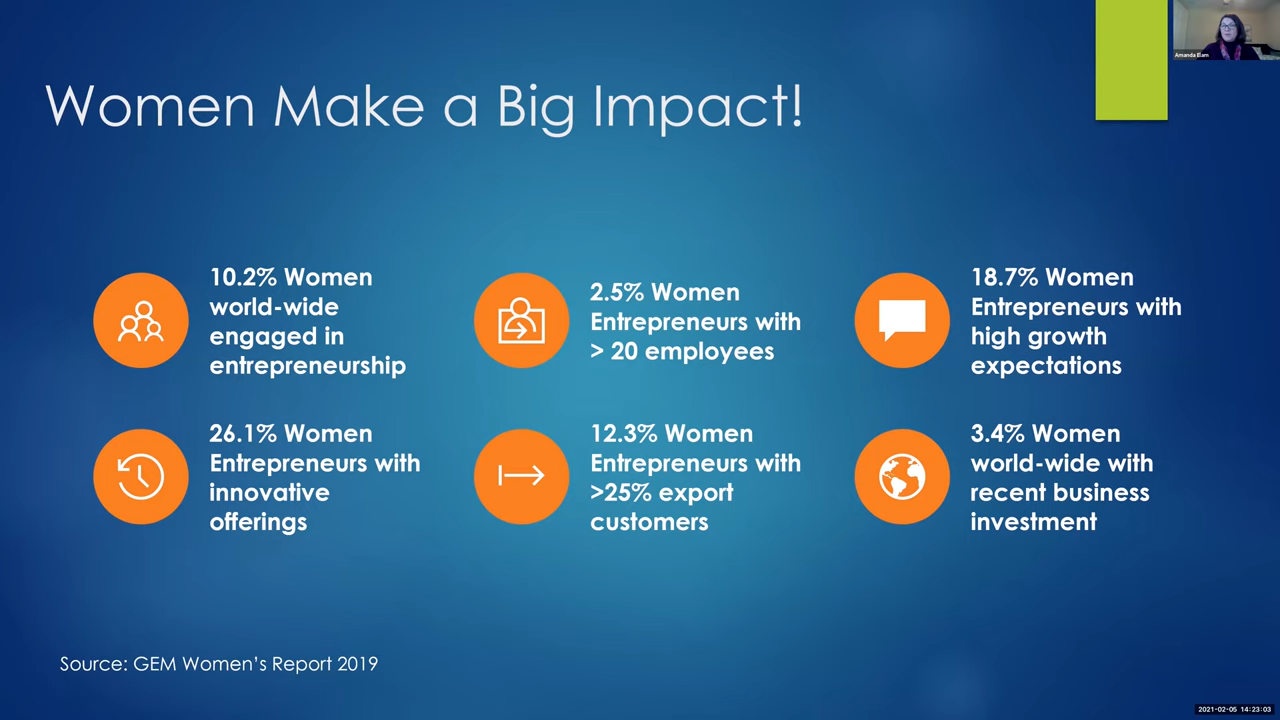 Amanda Elam
Women Make a Big Impact!
10.2% Women
world-wide
engaged in
entrepreneurship
2.5% Women
Entrepreneurs with
> 20 employees
18.7% Women
Entrepreneurs with
high growth
expectations
26.1% Women
Entrepreneurs with
innovative
offerings
12.3% Women
Entrepreneurs with
>25% export
customers
3.4% Women
world-wide with
recent business
investment
Source: GEM Women’s Report 2019
2021-02-05 14:23:03